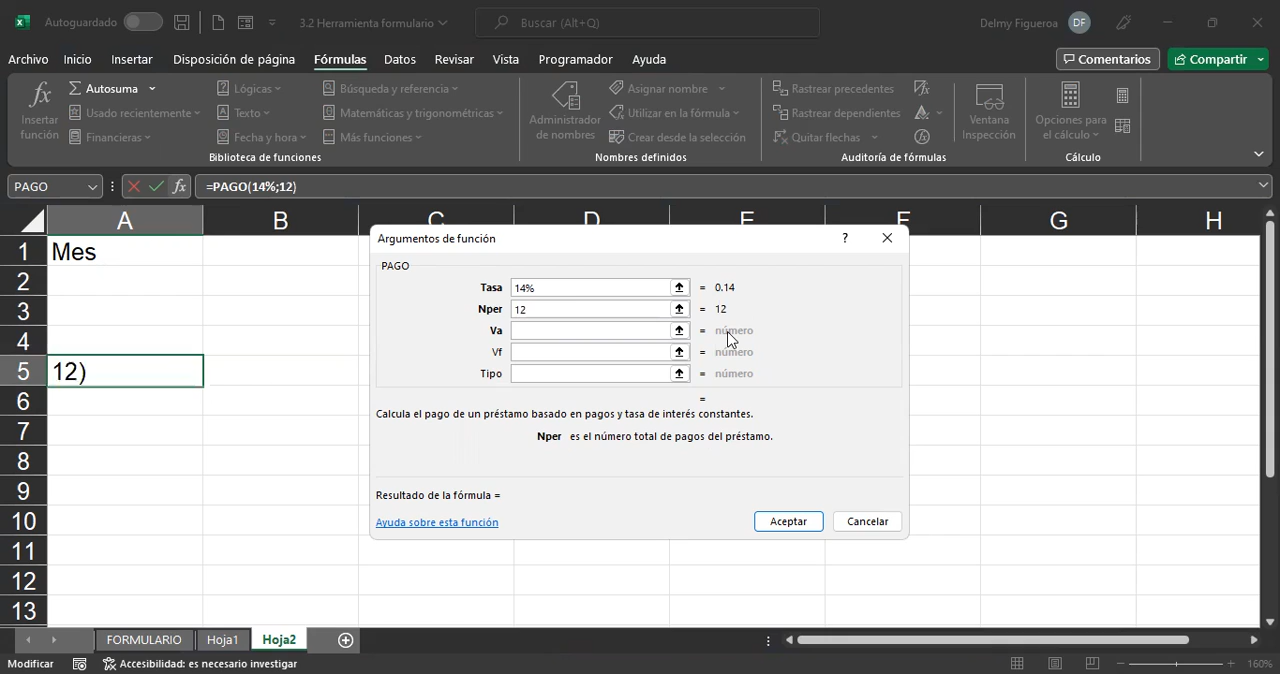 Autoguardado 3.2 Herramienta formulario Buscar (Alt+Q) Delmy Figueroa DF
Archivo Inicio Insertar Disposición de página Fórmulas Datos Revisar Vista Programador Ayuda Comentarios Compartir
Insertar función
Autosuma
Usado recientemente
Financieras
Lógicas
Texto
Fecha y hora
Búsqueda y referencia
Matemáticas y trigonométricas
Más funciones
Biblioteca de funciones
Administrador de nombres
Asignar nombre
Utilizar en la fórmula
Crear desde la selección
Nombres definidos
Rastrear precedentes
Rastrear dependientes
Quitar flechas
Auditoría de fórmulas
Ventana Inspección
Opciones para el cálculo
Cálculo
PAGO fx =PAGO(14%;12)
A B C D E F G H
1 Mes
2
3
4
5 12)
6
7
8
9
10
11
12
13
Argumentos de función ?
PAGO
Tasa 14% = 0.14
Nper 12 = 12
Va = número
Vf = número
Tipo = número
=
Calcula el pago de un préstamo basado en pagos y tasa de interés constantes.
Nper es el número total de pagos del préstamo.
Resultado de la fórmula =
Ayuda sobre esta función Aceptar Cancelar
FORMULARIO Hoja1 Hoja2
Modificar Accesibilidad: es necesario investigar 160%